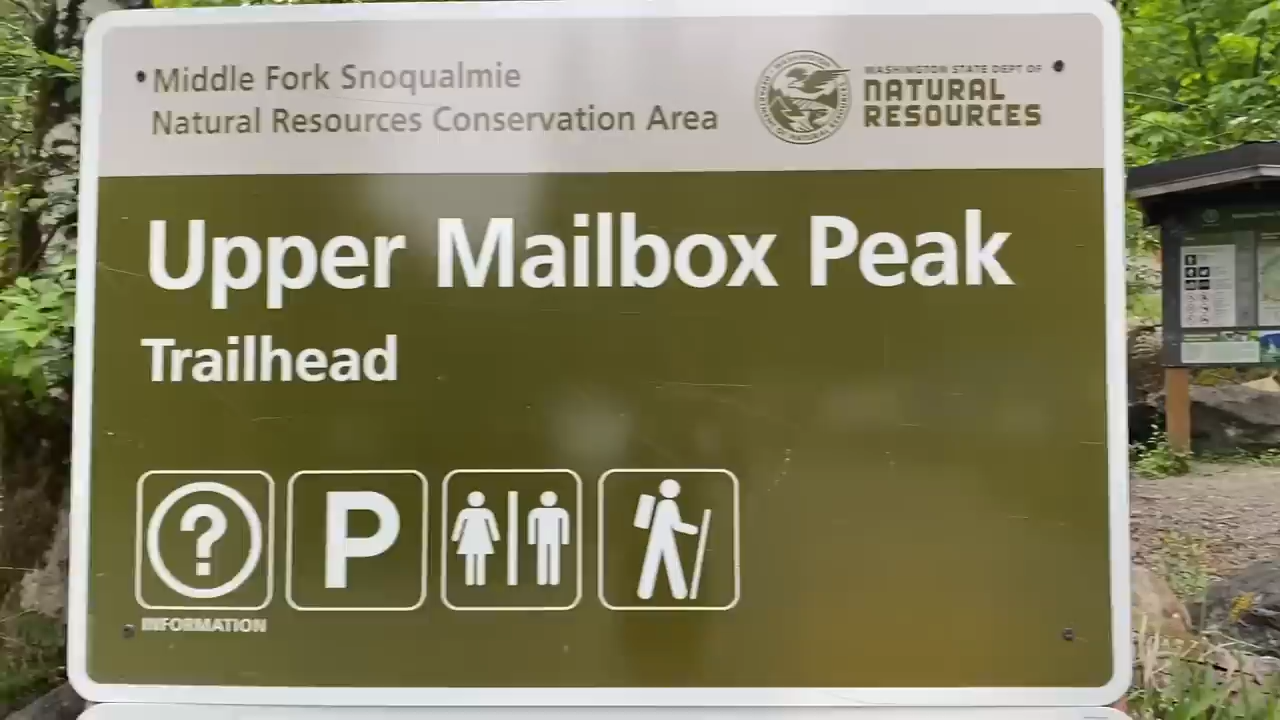 Middle Fork Snoqualmie
Natural Resources Conservation Area
WASHINGTON STATE DEPT OF
NATURAL
RESOURCES
Upper Mailbox Peak
Trailhead
?
P
INFORMATION